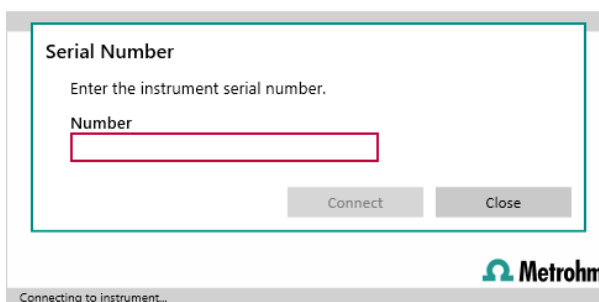 Serial Number
Enter the instrument serial number.
Number
Connect Close
Metrohm
Connecting to instrument...